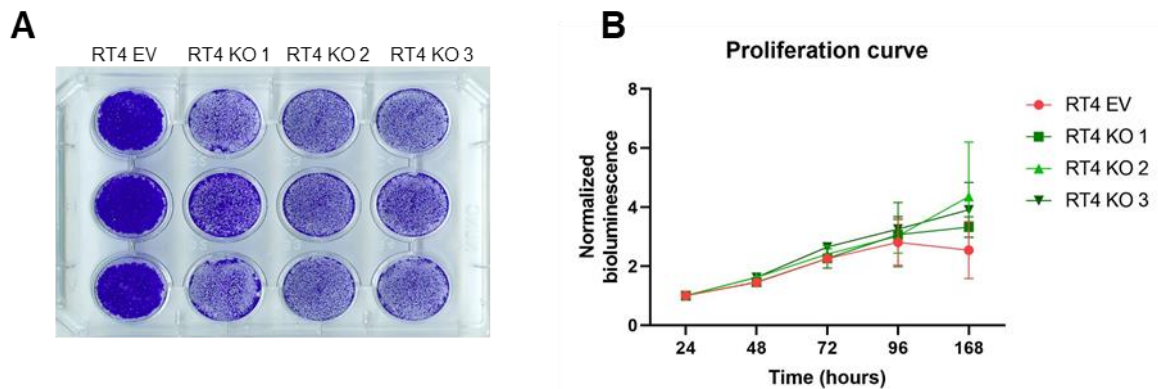 A
RT4 EV RT4 KO 1 RT4 KO 2 RT4 KO 3
B
Proliferation curve
Normalized
bioluminescence
8
6
4
2
0
24 48 72 96 168
Time (hours)
RT4 EV
RT4 KO 1
RT4 KO 2
RT4 KO 3